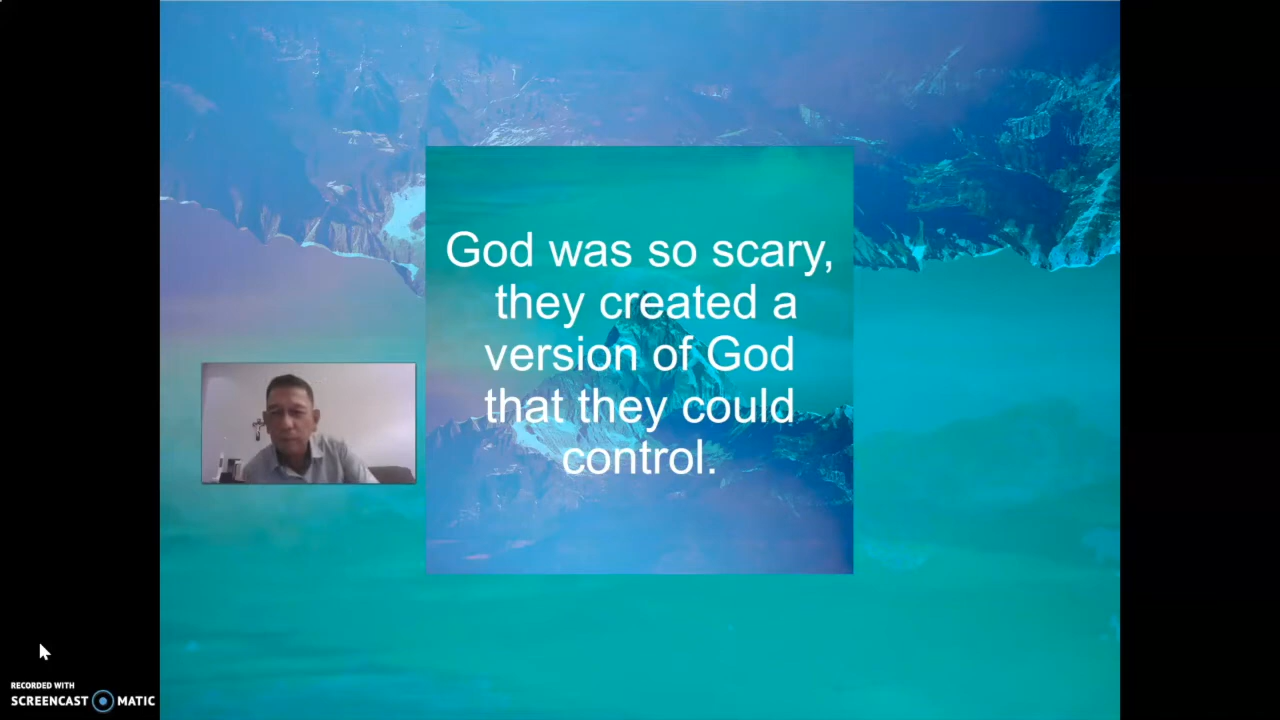 God was so scary,
they created a
version of God
that they could
control.
RECORDED WITH
SCREENCAST MATIC